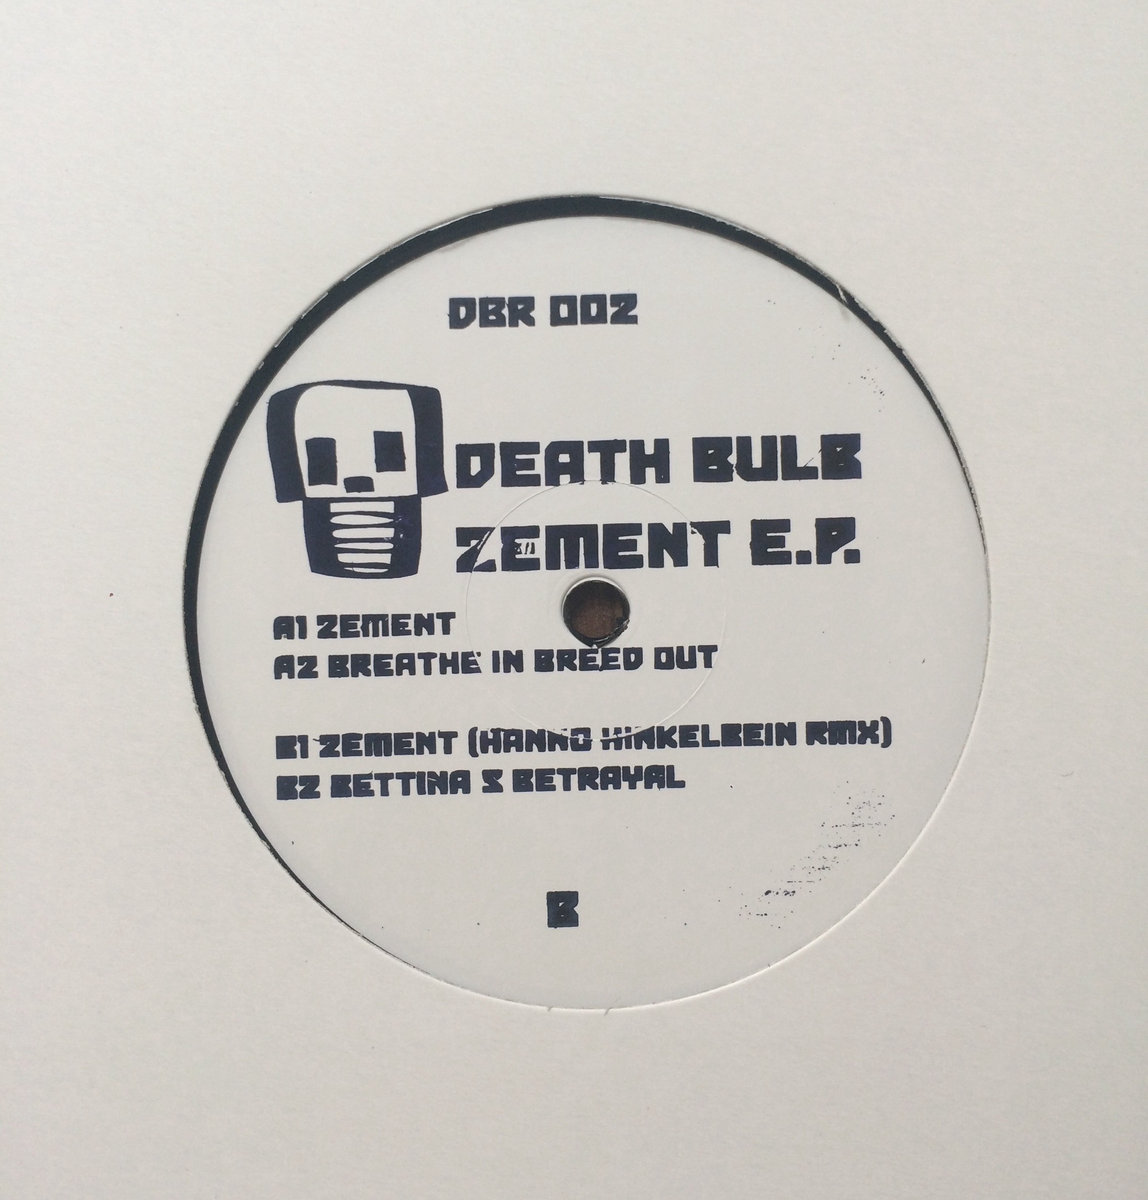 DBR 002
DEATH BULB
ZEMENT E.P.
A1 ZEMENT
A2 BREATHE IN BREED OUT
B1 ZEMENT (HANNO HINKELBEIN RMX)
B2 BETTINA S BETRAYAL
B